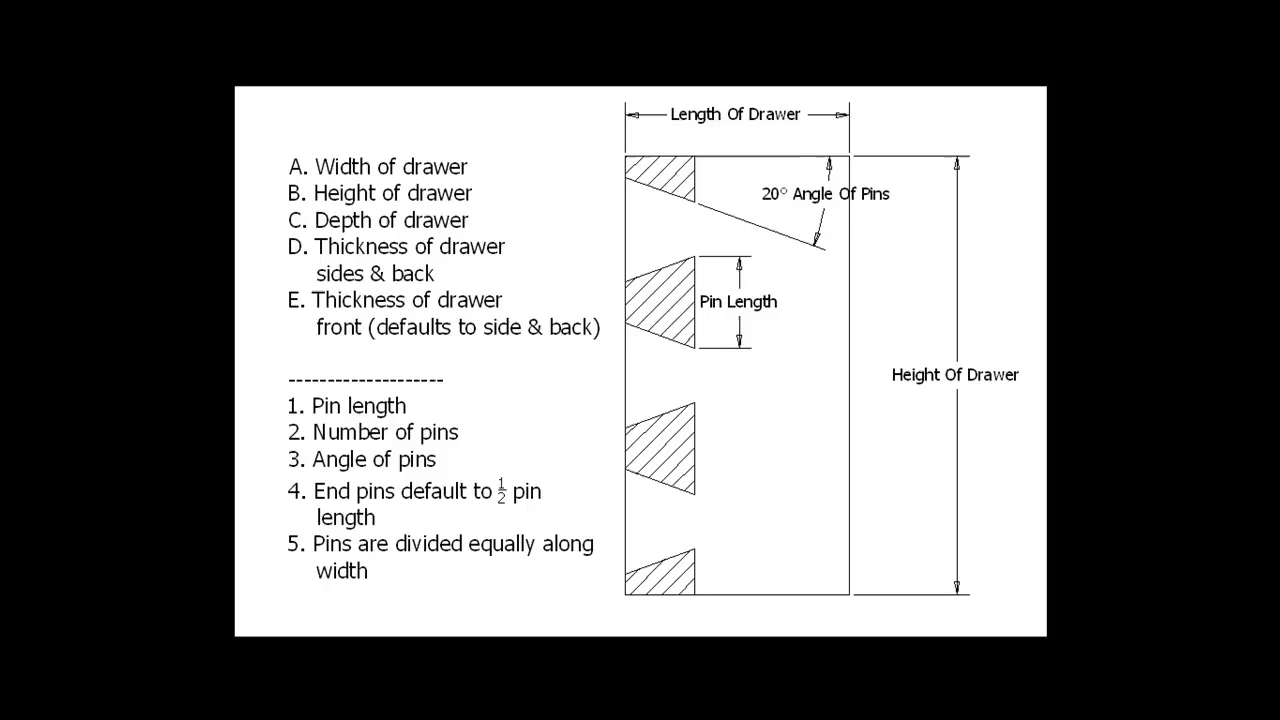 A. Width of drawer
B. Height of drawer
C. Depth of drawer
D. Thickness of drawer
sides & back
E. Thickness of drawer
front (defaults to side & back)
--------------------
1. Pin length
2. Number of pins
3. Angle of pins
4. End pins default to 1/2 pin
length
5. Pins are divided equally along
width
Length Of Drawer
20° Angle Of Pins
Pin Length
Height Of Drawer